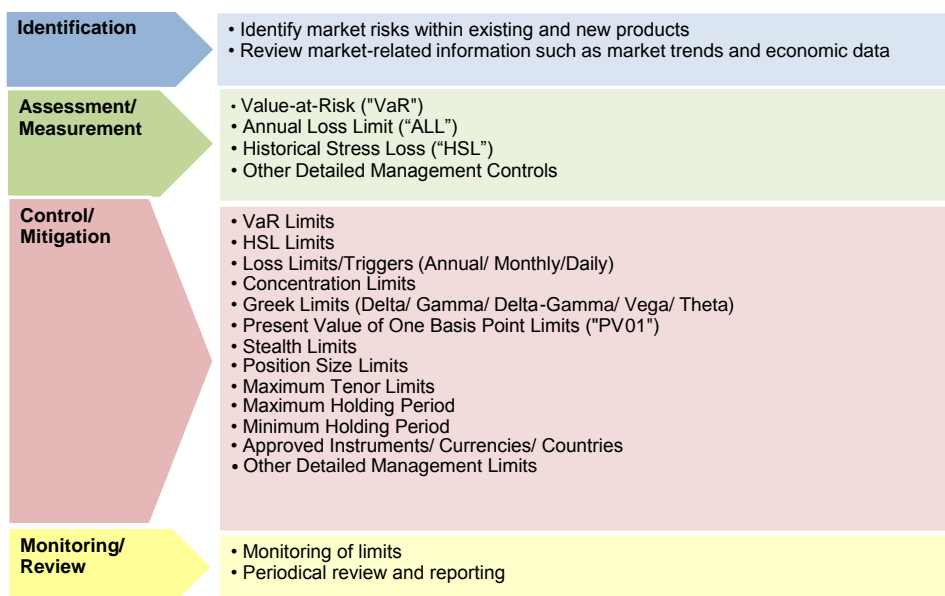 Identification
• Identify market risks within existing and new products
• Review market-related information such as market trends and economic data
Assessment/
Measurement
• Value-at-Risk ("VaR")
• Annual Loss Limit (“ALL”)
• Historical Stress Loss (“HSL”)
• Other Detailed Management Controls
Control/
Mitigation
• VaR Limits
• HSL Limits
• Loss Limits/Triggers (Annual/ Monthly/Daily)
• Concentration Limits
• Greek Limits (Delta/ Gamma/ Delta-Gamma/ Vega/ Theta)
• Present Value of One Basis Point Limits ("PV01")
• Stealth Limits
• Position Size Limits
• Maximum Tenor Limits
• Maximum Holding Period
• Minimum Holding Period
• Approved Instruments/ Currencies/ Countries
• Other Detailed Management Limits
Monitoring/
Review
• Monitoring of limits
• Periodical review and reporting